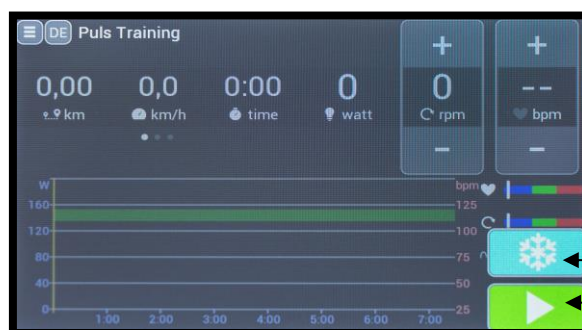 DE Puls Training
+ +
0,00 0,0 0:00 0 0 --
km km/h time watt rpm bpm
- -
W bpm
160 125
120 100
80 75
40 50
0 25
1:00 2:00 3:00 4:00 5:00 6:00 7:00